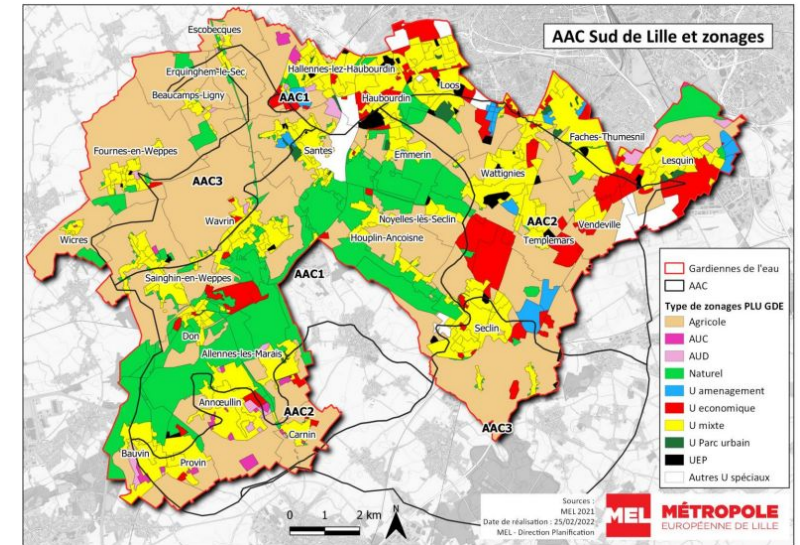 AAC Sud de Lille et zonages
Escobecques
Erquinghem-le-Sec
Hallennes-lez-Haubourdin
Beaucamps-Ligny
AAC1
Loos
Haubourdin
Faches-Thumesnil
Fournes-en-Weppes
Santes
Emmerin
Lesquin
AAC3
Wattignies
Wavrin
Noyelles-lès-Seclin
AAC2
Vendeville
Wicres
Houplin-Ancoisne
Templemars
Sainghin-en-Weppes
AAC1
Seclin
Don
Allennes-les-Marais
Annœullin
AAC2
Carnin
AAC3
Bauvin
Provin
Gardiennes de l'eau
AAC
Type de zonages PLU GDE
Agricole
AUC
AUD
Naturel
U amenagement
U economique
U mixte
U Parc urbain
UEP
Autres U spéciaux
0 1 2 km
N
Sources :
MEL 2021
Date de réalisation : 25/02/2022
MEL - Direction Planification
MEL
MÉTROPOLE
EUROPÉENNE DE LILLE